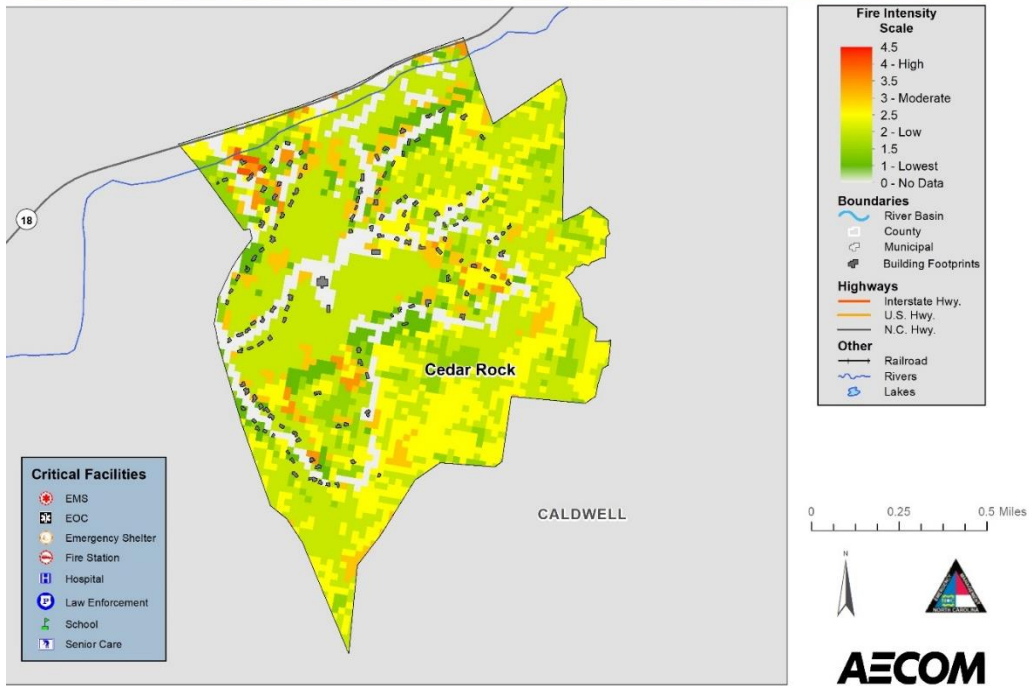 Fire Intensity
Scale
4.5
4 - High
3.5
3 - Moderate
2.5
2 - Low
1.5
1 - Lowest
0 - No Data
Boundaries
River Basin
County
Municipal
Building Footprints
Highways
Interstate Hwy.
U.S. Hwy.
N.C. Hwy.
Other
Railroad
Rivers
Lakes
18
Cedar Rock
CALDWELL
Critical Facilities
EMS
EOC
Emergency Shelter
Fire Station
Hospital
Law Enforcement
School
Senior Care
0 0.25 0.5 Miles
N
NORTH CAROLINA
AECOM